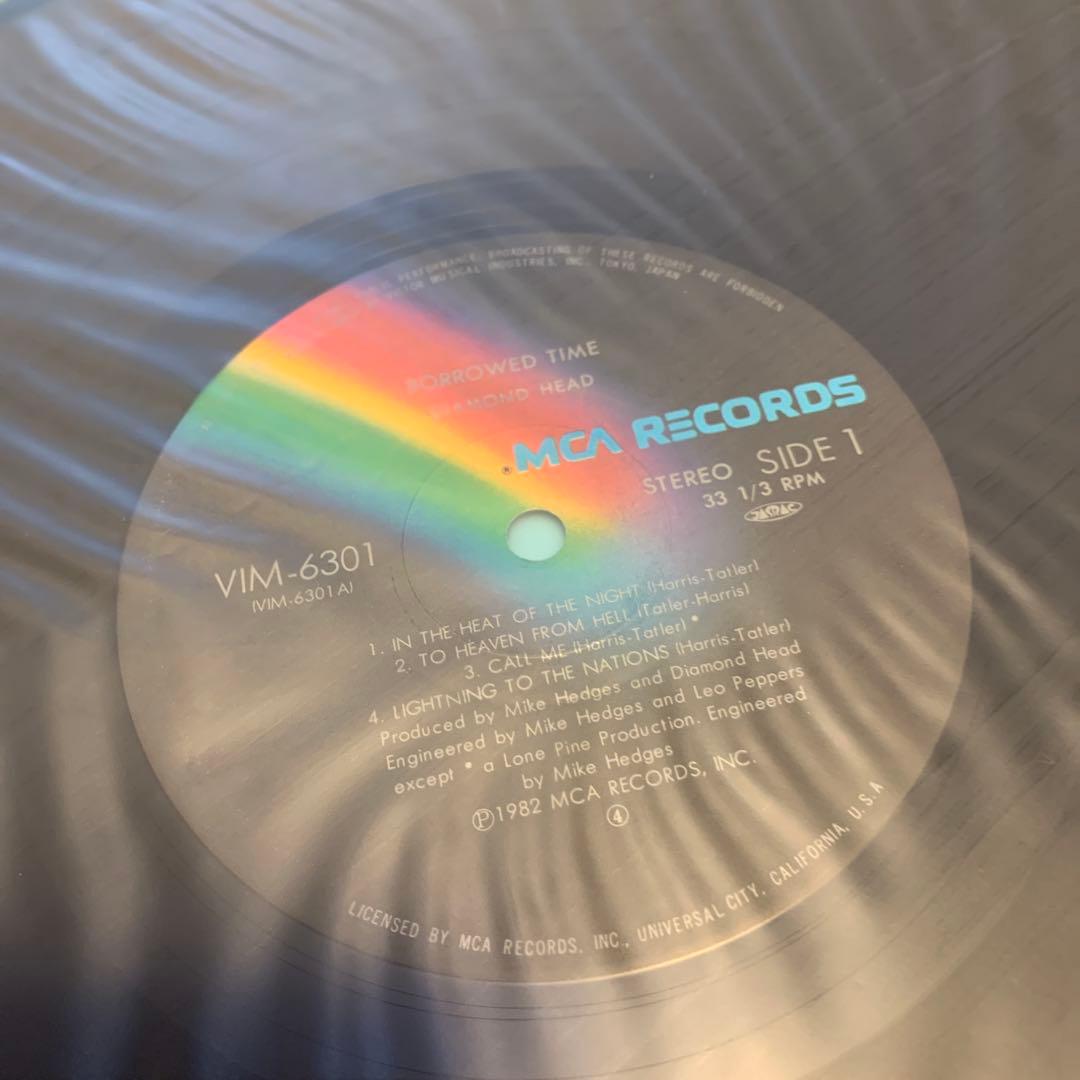 PERFORMANCE, BROADCASTING OF THESE RECORDS ARE FORBIDDEN
MUSICAL INDUSTRIES, INC., TOKYO, JAPAN
BORROWED TIME
DIAMOND HEAD
® MCA RECORDS
STEREO SIDE 1
33 1/3 RPM
JASRAC
VIM-6301
(VIM-6301A)
1. IN THE HEAT OF THE NIGHT (Harris-Tatler)
2. TO HEAVEN FROM HELL (Tatler-Harris)
3. CALL ME (Harris-Tatler) *
4. LIGHTNING TO THE NATIONS (Harris-Tatler)
Produced by Mike Hedges and Diamond Head
Engineered by Mike Hedges and Leo Peppers
except * a Lone Pine Production. Engineered
by Mike Hedges
Ⓟ1982 MCA RECORDS, INC.
④
LICENSED BY MCA RECORDS, INC., UNIVERSAL CITY, CALIFORNIA, U.S.A